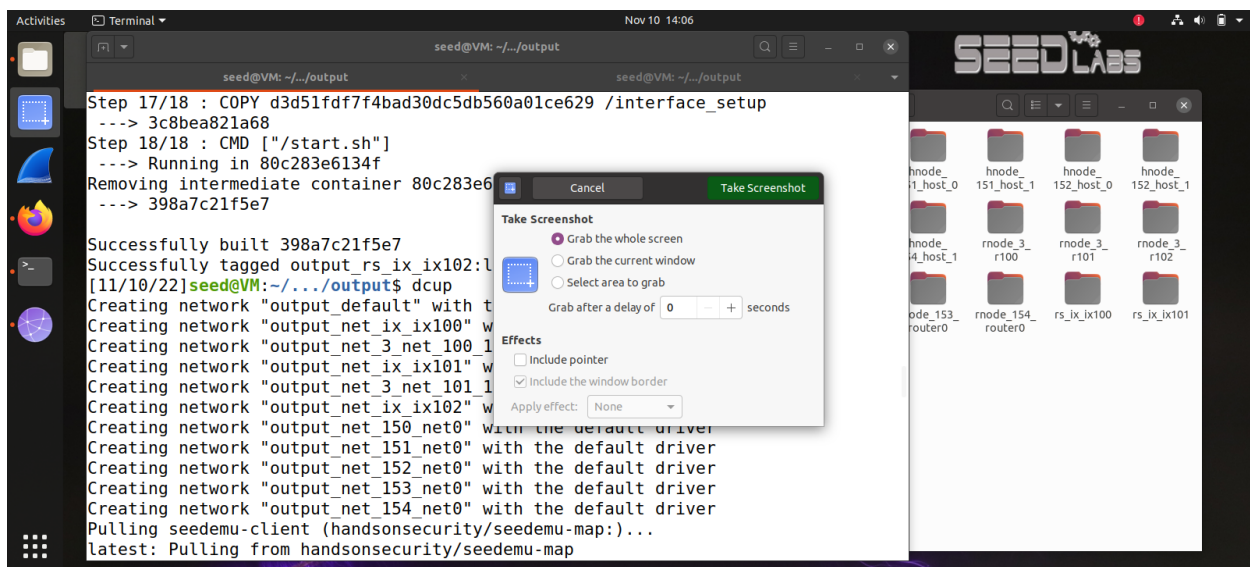 Activities
Terminal
Nov 10 14:06
seed@VM: ~/.../output
seed@VM: ~/.../output
seed@VM: ~/.../output
Step 17/18 : COPY d3d51fdf7f4bad30dc5db560a01ce629 /interface_setup
---> 3c8bea821a68
Step 18/18 : CMD ["/start.sh"]
---> Running in 80c283e6134f
Removing intermediate container 80c283e6
---> 398a7c21f5e7
Successfully built 398a7c21f5e7
Successfully tagged output_rs_ix_ix102:l
[11/10/22]seed@VM:~/.../output$ dcup
Creating network "output_default" with t
Creating network "output_net_ix_ix100" w
Creating network "output_net_3_net_100_1
Creating network "output_net_ix_ix101" w
Creating network "output_net_3_net_101_1
Creating network "output_net_ix_ix102" w
Creating network "output_net_150_net0" with the default driver
Creating network "output_net_151_net0" with the default driver
Creating network "output_net_152_net0" with the default driver
Creating network "output_net_153_net0" with the default driver
Creating network "output_net_154_net0" with the default driver
Pulling seedemu-client (handsonsecurity/seedemu-map:)...
latest: Pulling from handsonsecurity/seedemu-map
Cancel
Take Screenshot
Take Screenshot
Grab the whole screen
Grab the current window
Select area to grab
Grab after a delay of 0 − + seconds
Effects
Include pointer
Include the window border
Apply effect: None
SEED LABS
hnode_ hnode_ hnode_ hnode_
51_host_0 151_host_1 152_host_0 152_host_1
hnode_ rnode_3_ rnode_3_ rnode_3_
54_host_1 r100 r101 r102
ode_153_ rnode_154_ rs_ix_ix100 rs_ix_ix101
router0 router0